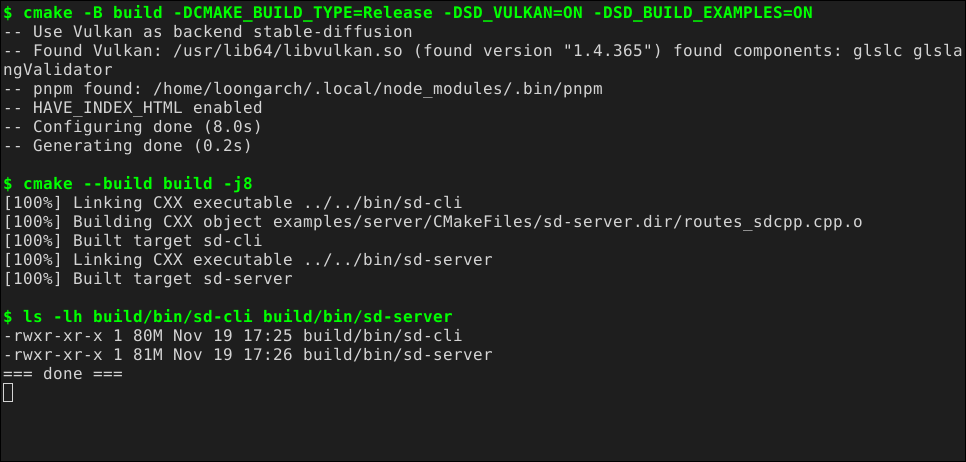 $ cmake -B build -DCMAKE_BUILD_TYPE=Release -DSD_VULKAN=ON -DSD_BUILD_EXAMPLES=ON
-- Use Vulkan as backend stable-diffusion
-- Found Vulkan: /usr/lib64/libvulkan.so (found version "1.4.365") found components: glslc glsla
ngValidator
-- pnpm found: /home/loongarch/.local/node_modules/.bin/pnpm
-- HAVE_INDEX_HTML enabled
-- Configuring done (8.0s)
-- Generating done (0.2s)
$ cmake --build build -j8
[100%] Linking CXX executable ../../bin/sd-cli
[100%] Building CXX object examples/server/CMakeFiles/sd-server.dir/routes_sdcpp.cpp.o
[100%] Built target sd-cli
[100%] Linking CXX executable ../../bin/sd-server
[100%] Built target sd-server
$ ls -lh build/bin/sd-cli build/bin/sd-server
-rwxr-xr-x 1 80M Nov 19 17:25 build/bin/sd-cli
-rwxr-xr-x 1 81M Nov 19 17:26 build/bin/sd-server
=== done ===